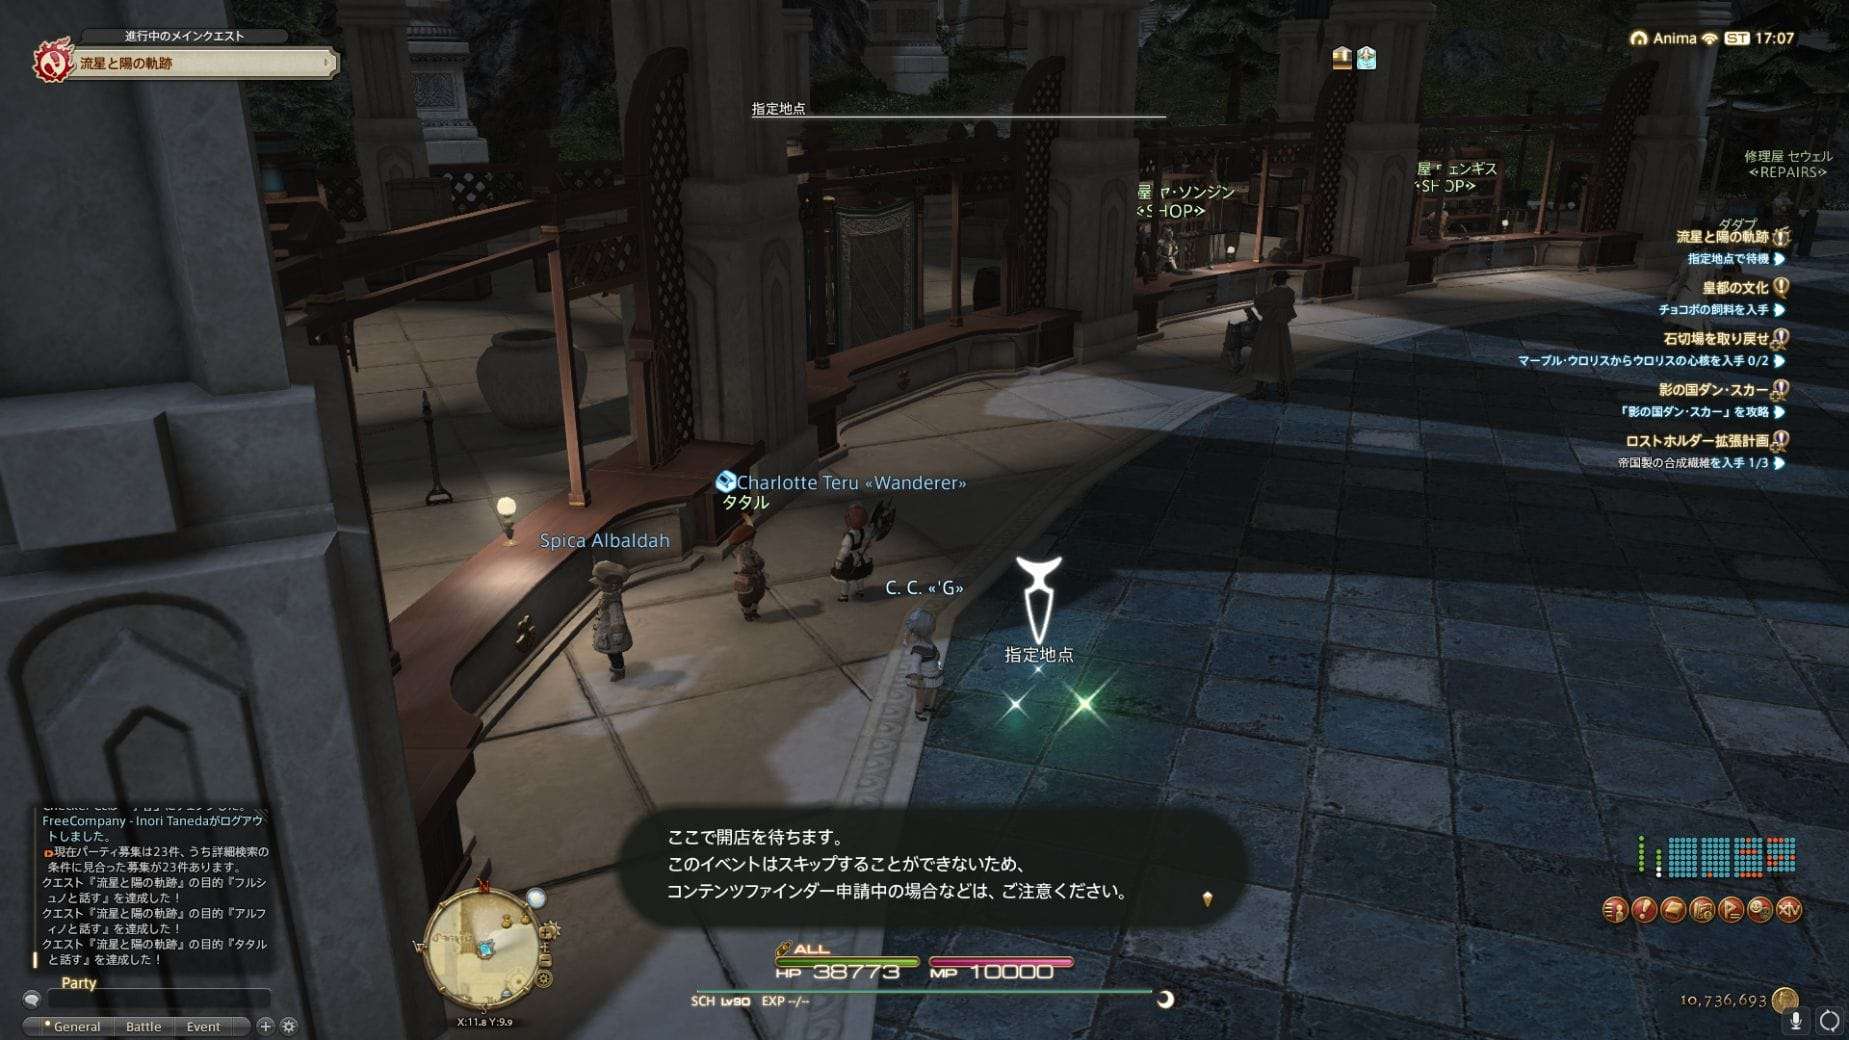 進行中のメインクエスト
流星と陽の軌跡
Anima
ST 17:07
指定地点
修理屋 セウェル
<REPAIRS>
屋 ヤ・ソンジン
<SHOP>
屋 チェンギス
<SHOP>
ダダブ
流星と陽の軌跡
指定地点で待機
皇都の文化
チョコボの飼料を入手
石切場を取り戻せ
マーブル・ウロリスからウロリスの心核を入手 0/2
影の国ダン・スカー
「影の国ダン・スカー」を攻略
ロストホルダー拡張計画
帝国製の合成繊維を入手 1/3
Charlotte Teru «Wanderer»
タタル
Spica Albaldah
C. C. «'G»
指定地点
FreeCompany - Inori Tanedaがログアウ
トしました。
現在パーティ募集は23件、うち詳細検索の
条件に見合った募集が23件あります。
クエスト『流星と陽の軌跡』の目的『フルシ
ュノと話す』を達成した！
クエスト『流星と陽の軌跡』の目的『アルフ
ィノと話す』を達成した！
クエスト『流星と陽の軌跡』の目的『タタル
と話す』を達成した！
Party
General Battle Event
ここで開店を待ちます。
このイベントはスキップすることができないため、
コンテンツファインダー申請中の場合などは、ご注意ください。
N
W
X:11.8 Y:9.9
ALL
HP 38773 MP 10000
SCH Lv90 EXP --/--
XIV
10,736,693